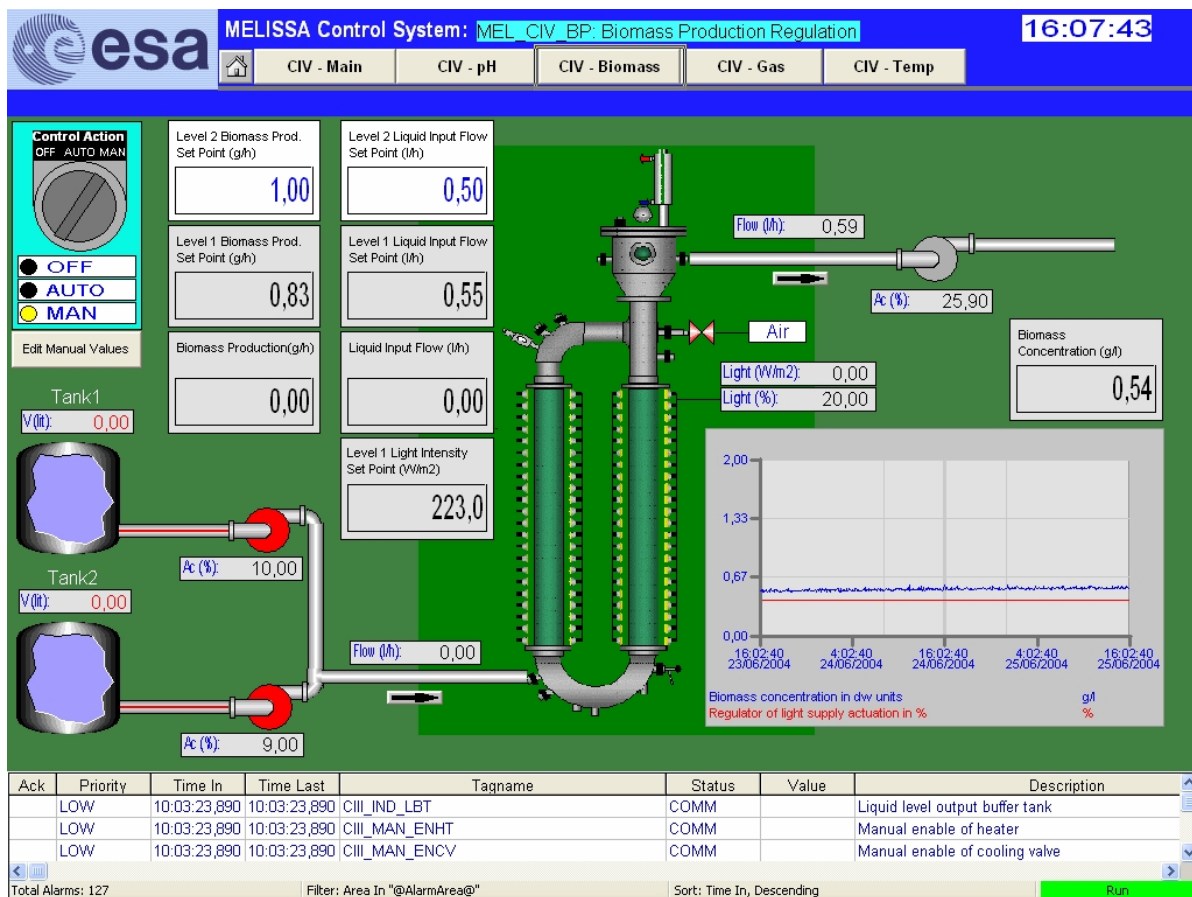 esa
MELISSA Control System: MEL_CIV_BP: Biomass Production Regulation
16:07:43
CIV - Main
CIV - pH
CIV - Biomass
CIV - Gas
CIV - Temp
Control Action
OFF AUTO MAN
OFF
AUTO
MAN
Edit Manual Values
Level 2 Biomass Prod.
Set Point (g/h)
1,00
Level 2 Liquid Input Flow
Set Point (l/h)
0,50
Level 1 Biomass Prod.
Set Point (g/h)
0,83
Level 1 Liquid Input Flow
Set Point (l/h)
0,55
Biomass Production(g/h)
0,00
Liquid Input Flow (l/h)
0,00
Level 1 Light Intensity
Set Point (W/m2)
223,0
Flow (l/h): 0,59
Ac (%): 25,90
Air
Light (W/m2): 0,00
Light (%): 20,00
Biomass
Concentration (g/l)
0,54
Tank1
V(lit): 0,00
Ac (%): 10,00
Tank2
V(lit): 0,00
Ac (%): 9,00
Flow (l/h): 0,00
2,00
1,33
0,67
0,00
16:02:40 4:02:40 16:02:40 4:02:40 16:02:40
23/06/2004 24/06/2004 24/06/2004 25/06/2004 25/06/2004
Biomass concentration in dw units g/l
Regulator of light supply actuation in % %
Ack Priority Time In Time Last Tagname Status Value Description
LOW 10:03:23,890 10:03:23,890 CIII_IND_LBT COMM Liquid level output buffer tank
LOW 10:03:23,890 10:03:23,890 CIII_MAN_ENHT COMM Manual enable of heater
LOW 10:03:23,890 10:03:23,890 CIII_MAN_ENCV COMM Manual enable of cooling valve
Total Alarms: 127 Filter: Area In "@AlarmArea@" Sort: Time In, Descending Run